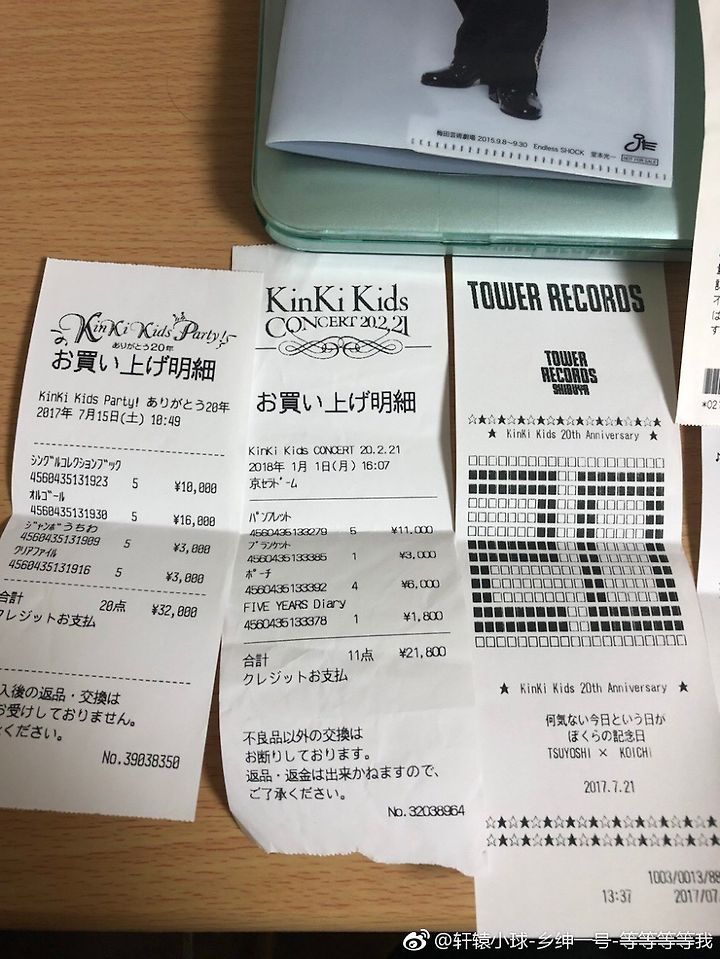 梅田芸術劇場 2015.9.8〜9.30 Endless SHOCK 堂本光一
NOT FOR SALE
KinKi Kids Party!
ありがとう20年
お買い上げ明細
KinKi Kids Party! ありがとう20年
2017年 7月15日(土) 10:49
シングルコレクションブック
4560435131923 5 ¥10,000
オルゴール
4560435131930 5 ¥16,000
ジャンボうちわ
4560435131909 5 ¥3,000
クリアファイル
4560435131916 5 ¥3,000
合計 20点 ¥32,000
クレジットお支払
入後の返品・交換は
お受けしておりません。
ください。
No.39038350
KinKi Kids
CONCERT 20.2.21
お買い上げ明細
KinKi Kids CONCERT 20.2.21
2018年 1月 1日(月) 16:07
京セラドーム
パンフレット
4560435133279 5 ¥11,000
ブランケット
4560435133385 1 ¥3,000
ポーチ
4560435133392 4 ¥6,000
FIVE YEARS Diary
4560435133378 1 ¥1,800
合計 11点 ¥21,800
クレジットお支払
不良品以外の交換は
お断りしております。
返品・返金は出来かねますので、
ご了承ください。
No.32038964
TOWER RECORDS
TOWER
RECORDS
SHIBUYA
★ KinKi Kids 20th Anniversary ★
★ KinKi Kids 20th Anniversary ★
何気ない今日という日が
ぼくらの記念日
TSUYOSHI × KOICHI
2017.7.21
1003/0013/88
13:37 2017/07
*02
@轩辕小球-乡绅一号-等等等等我